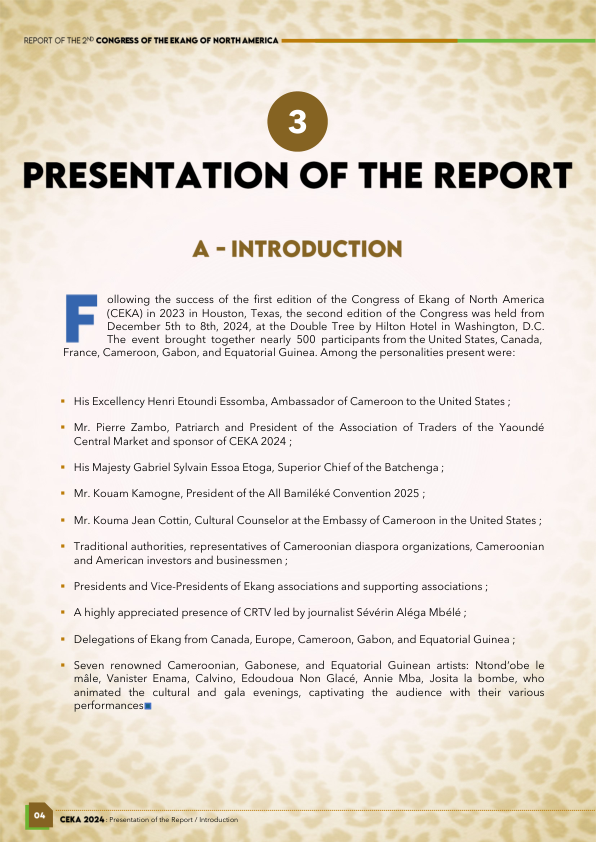 REPORT OF THE 2ND CONGRESS OF THE EKANG OF NORTH AMERICA
3
PRESENTATION OF THE REPORT
A - INTRODUCTION
Following the success of the first edition of the Congress of Ekang of North America
(CEKA) in 2023 in Houston, Texas, the second edition of the Congress was held from
December 5th to 8th, 2024, at the Double Tree by Hilton Hotel in Washington, D.C.
The event brought together nearly 500 participants from the United States, Canada,
France, Cameroon, Gabon, and Equatorial Guinea. Among the personalities present were:
▪ His Excellency Henri Etoundi Essomba, Ambassador of Cameroon to the United States ;
▪ Mr. Pierre Zambo, Patriarch and President of the Association of Traders of the Yaoundé
Central Market and sponsor of CEKA 2024 ;
▪ His Majesty Gabriel Sylvain Essoa Etoga, Superior Chief of the Batchenga ;
▪ Mr. Kouam Kamogne, President of the All Bamiléké Convention 2025 ;
▪ Mr. Kouma Jean Cottin, Cultural Counselor at the Embassy of Cameroon in the United States ;
▪ Traditional authorities, representatives of Cameroonian diaspora organizations, Cameroonian
and American investors and businessmen ;
▪ Presidents and Vice-Presidents of Ekang associations and supporting associations ;
▪ A highly appreciated presence of CRTV led by journalist Sévérin Aléga Mbélé ;
▪ Delegations of Ekang from Canada, Europe, Cameroon, Gabon, and Equatorial Guinea ;
▪ Seven renowned Cameroonian, Gabonese, and Equatorial Guinean artists: Ntond'obe le
mâle, Vanister Enama, Calvino, Edoudoua Non Glacé, Annie Mba, Josita la bombe, who
animated the cultural and gala evenings, captivating the audience with their various
performances■
04
CEKA 2024 : Presentation of the Report / Introduction